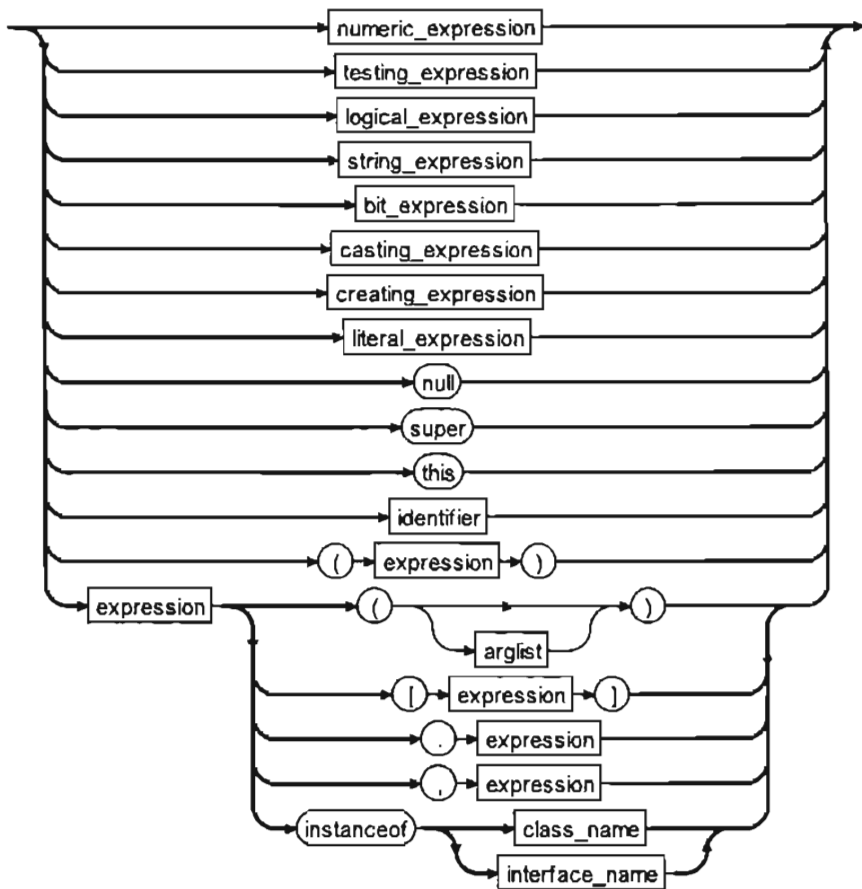 numeric_expression
testing_expression
logical_expression
string_expression
bit_expression
casting_expression
creating_expression
literal_expression
null
super
this
identifier
( expression )
expression ( )
arglist
[ expression ]
. expression
, expression
instanceof class_name
interface_name